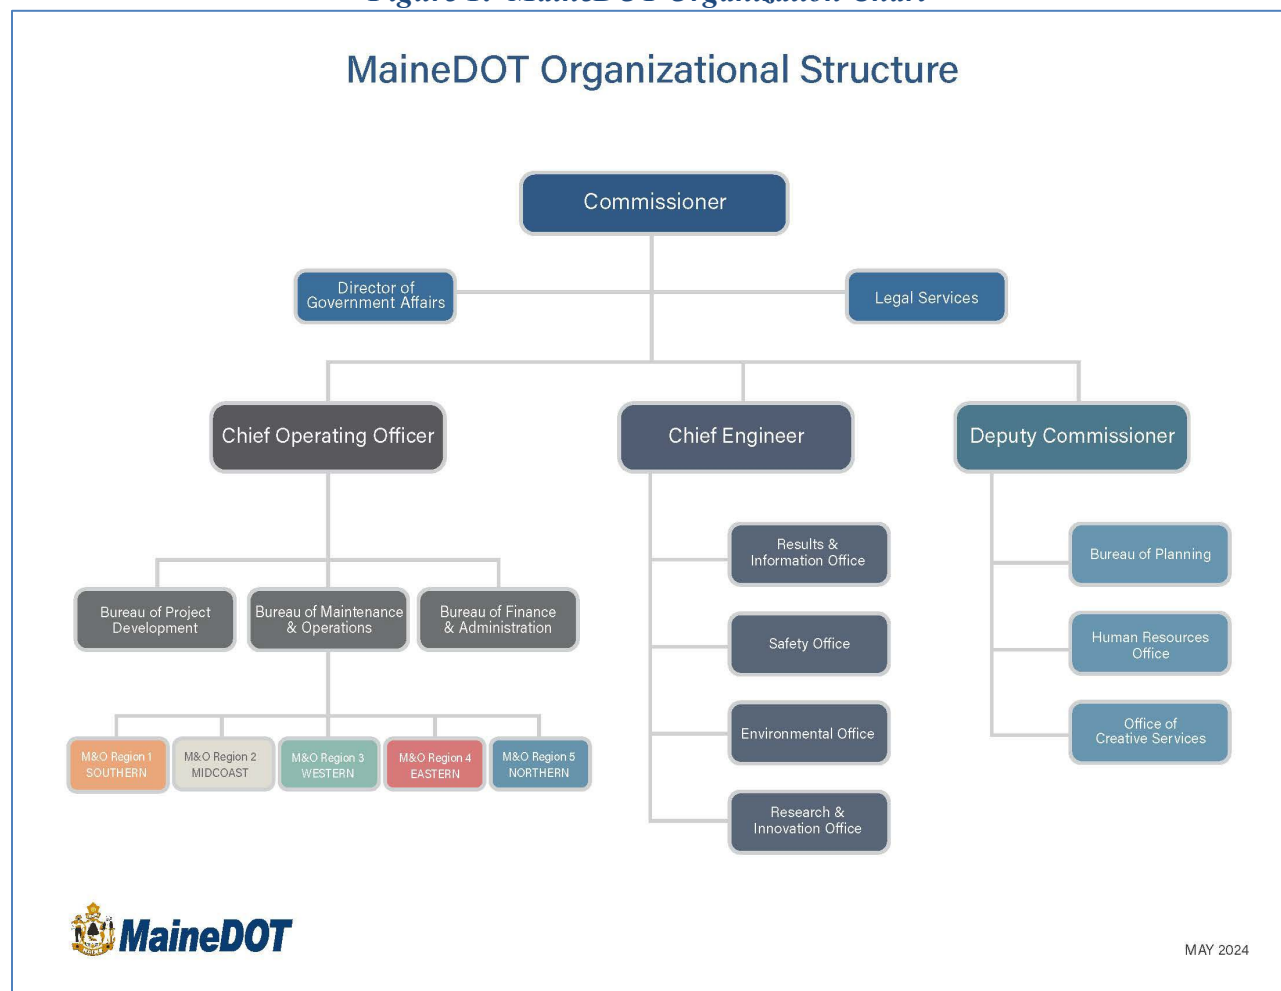 MaineDOT Organizational Structure
Commissioner
Director of
Government Affairs
Legal Services
Chief Operating Officer
Chief Engineer
Deputy Commissioner
Bureau of Project
Development
Bureau of Maintenance
& Operations
Bureau of Finance
& Administration
M&O Region 1
SOUTHERN
M&O Region 2
MIDCOAST
M&O Region 3
WESTERN
M&O Region 4
EASTERN
M&O Region 5
NORTHERN
Results &
Information Office
Safety Office
Environmental Office
Research &
Innovation Office
Bureau of Planning
Human Resources
Office
Office of
Creative Services
MaineDOT
MAY 2024